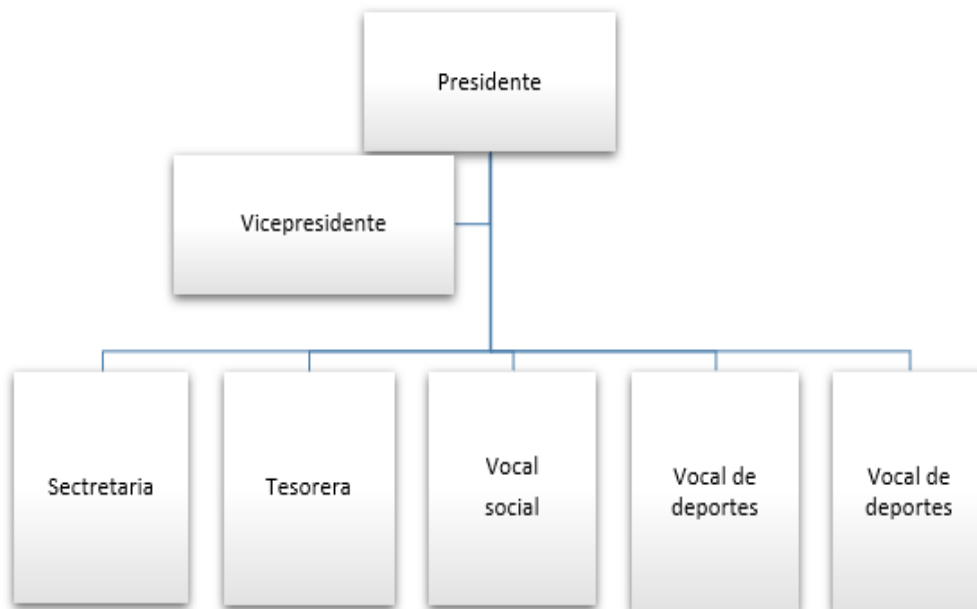 Presidente
Vicepresidente
Sectretaria
Tesorera
Vocal
social
Vocal de
deportes
Vocal de
deportes